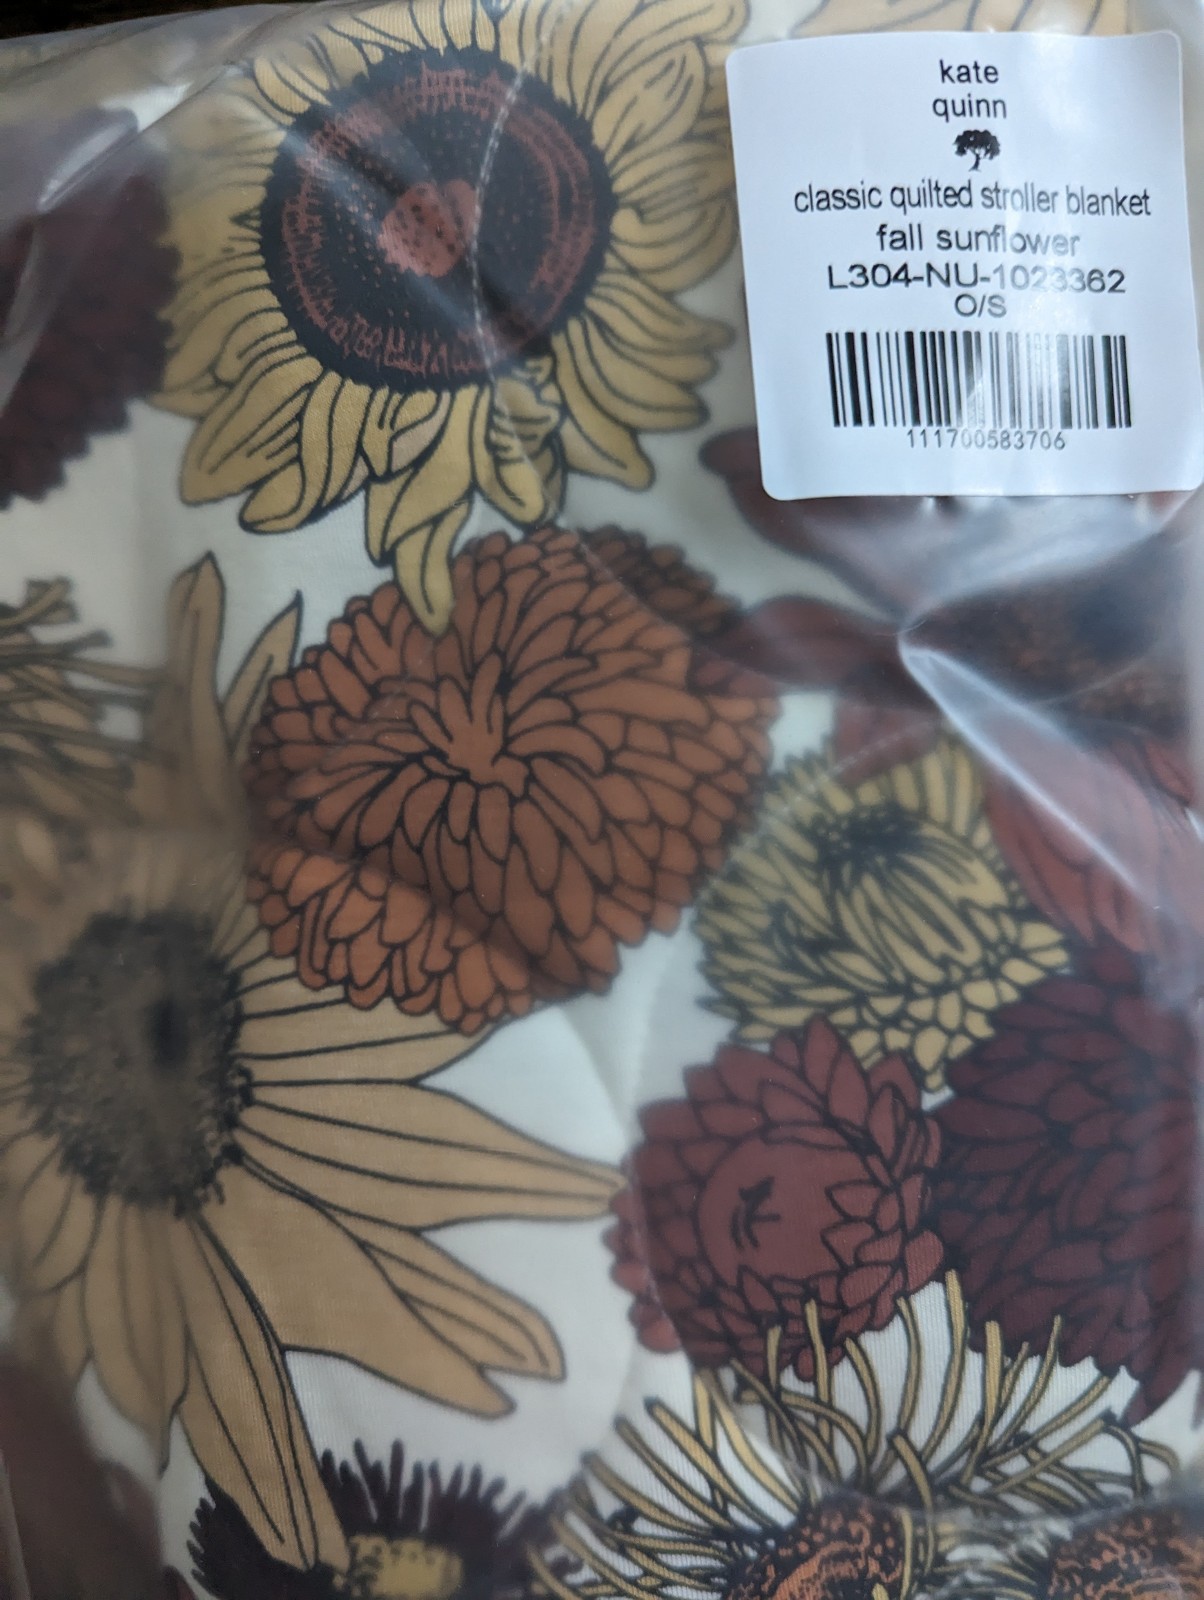 kate
quinn
classic quilted stroller blanket
fall sunflower
L304-NU-1023362
O/S
111700583706